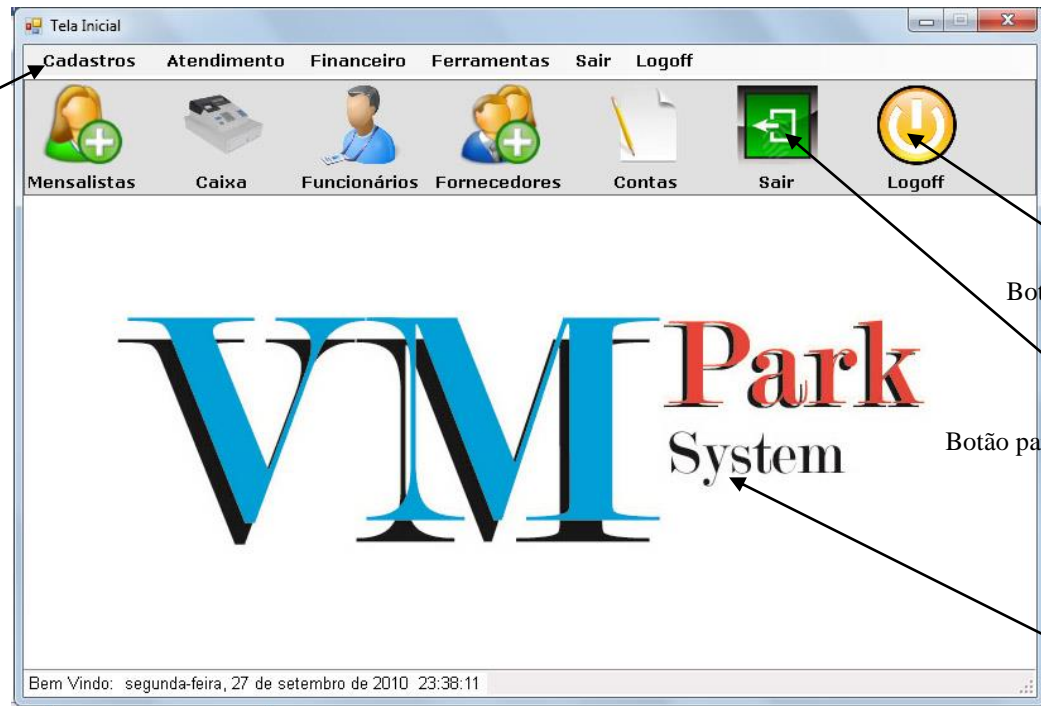 Tela Inicial
Cadastros Atendimento Financeiro Ferramentas Sair Logoff
Mensalistas Caixa Funcionários Fornecedores Contas Sair Logoff
Bot
VM Park
System
Botão pa
Bem Vindo: segunda-feira, 27 de setembro de 2010 23:38:11